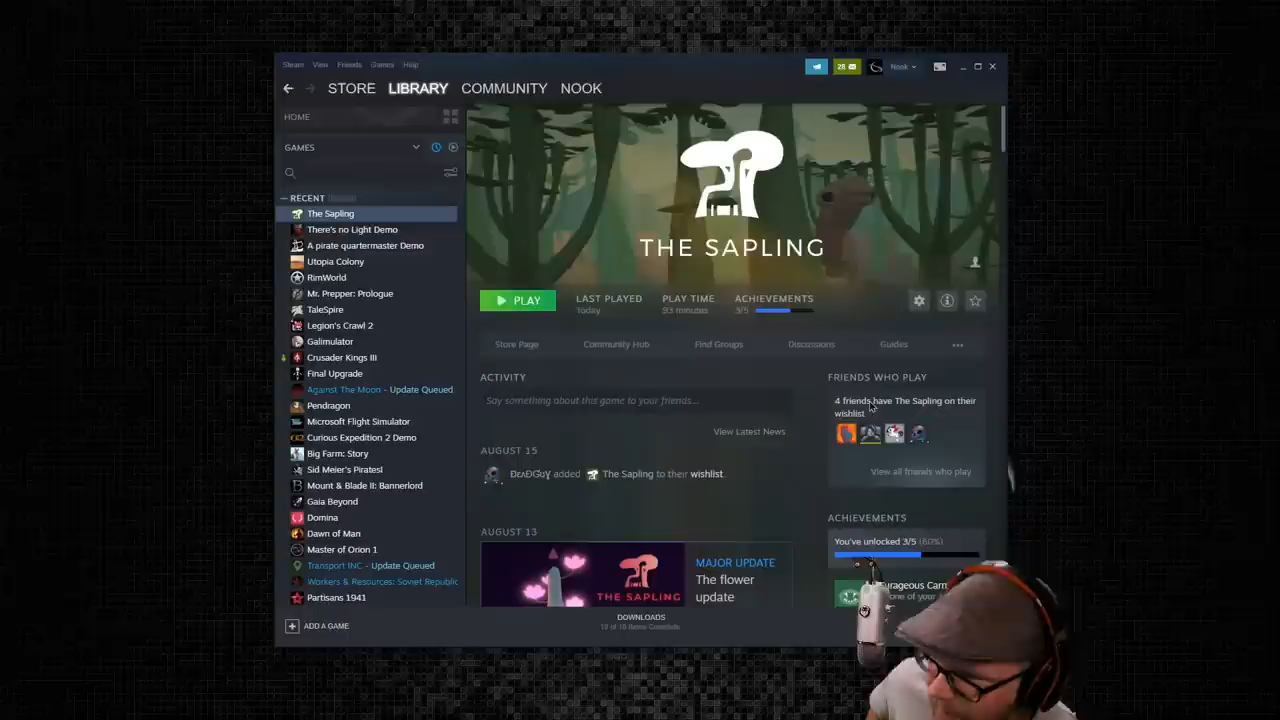 Steam View Friends Games Help
28 Nook
STORE LIBRARY COMMUNITY NOOK
HOME
GAMES
RECENT
The Sapling
There's no Light Demo
A pirate quartermaster Demo
Utopia Colony
RimWorld
Mr. Prepper: Prologue
TaleSpire
Legion's Crawl 2
Galimulator
Crusader Kings III
Final Upgrade
Against The Moon - Update Queued
Pendragon
Microsoft Flight Simulator
Curious Expedition 2 Demo
Big Farm: Story
Sid Meier's Pirates!
Mount & Blade II: Bannerlord
Gaia Beyond
Domina
Dawn of Man
Master of Orion 1
Transport INC - Update Queued
Workers & Resources: Soviet Republic
Partisans 1941
ADD A GAME
THE SAPLING
PLAY
LAST PLAYED
Today
PLAY TIME
93 minutes
ACHIEVEMENTS
3/5
Store Page Community Hub Find Groups Discussions Guides
ACTIVITY
Say something about this game to your friends...
View Latest News
AUGUST 15
added The Sapling to their wishlist.
AUGUST 13
THE SAPLING
MAJOR UPDATE
The flower
update
FRIENDS WHO PLAY
4 friends have The Sapling on their
wishlist
View all friends who play
ACHIEVEMENTS
You've unlocked 3/5 (60%)
DOWNLOADS